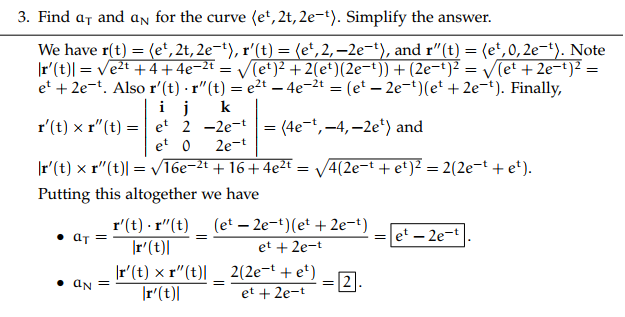 3. Find a_T and a_N for the curve ⟨e^t, 2t, 2e^−t⟩. Simplify the answer.
We have r(t) = ⟨e^t, 2t, 2e^−t⟩, r′(t) = ⟨e^t, 2, −2e^−t⟩, and r″(t) = ⟨e^t, 0, 2e^−t⟩. Note
|r′(t)| = √(e^2t + 4 + 4e^−2t) = √((e^t)^2 + 2(e^t)(2e^−t)) + (2e^−t)^2 = √((e^t + 2e^−t)^2) =
e^t + 2e^−t. Also r′(t) · r″(t) = e^2t − 4e^−2t = (e^t − 2e^−t)(e^t + 2e^−t). Finally,
i j k
r′(t) × r″(t) = | e^t 2 −2e^−t | = ⟨4e^−t, −4, −2e^t⟩ and
e^t 0 2e^−t
|r′(t) × r″(t)| = √(16e^−2t + 16 + 4e^2t) = √(4(2e^−t + e^t)^2) = 2(2e^−t + e^t).
Putting this altogether we have
• a_T = r′(t) · r″(t) / |r′(t)| = (e^t − 2e^−t)(e^t + 2e^−t) / e^t + 2e^−t = e^t − 2e^−t.
• a_N = |r′(t) × r″(t)| / |r′(t)| = 2(2e^−t + e^t) / e^t + 2e^−t = 2.